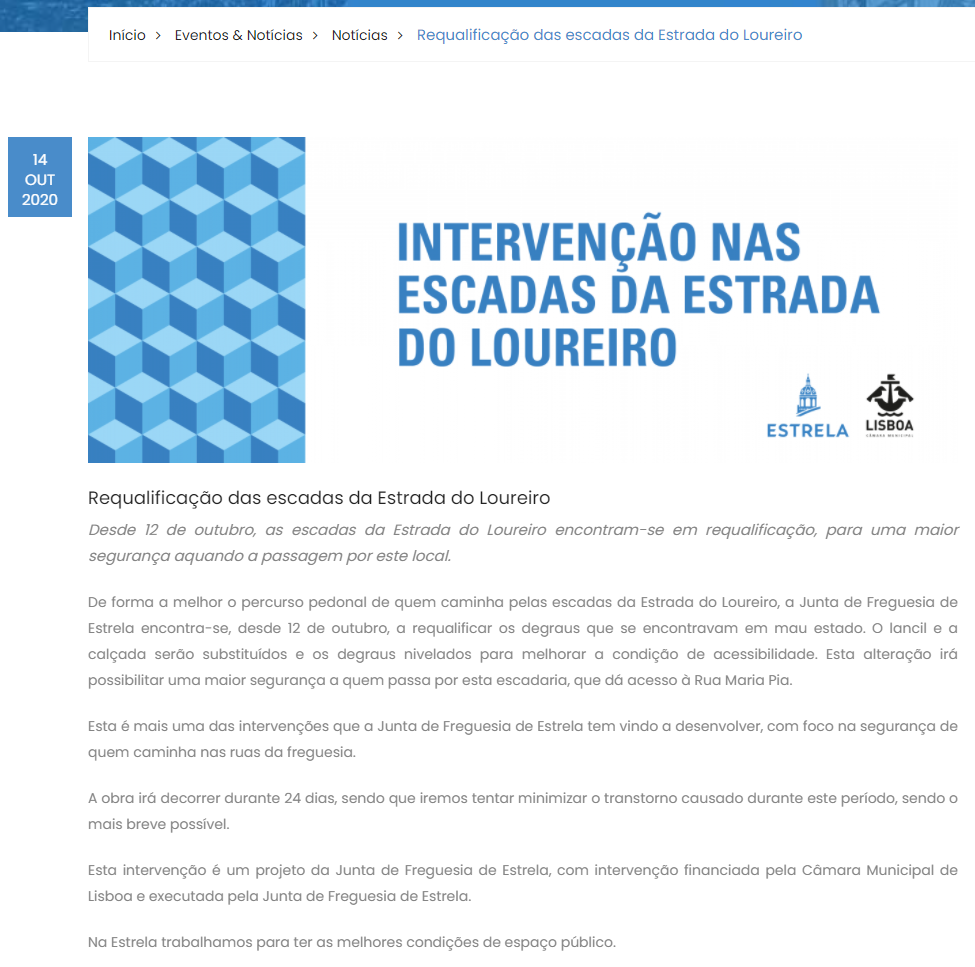 Início > Eventos & Notícias > Notícias > Requalificação das escadas da Estrada do Loureiro
14
OUT
2020
INTERVENÇÃO NAS
ESCADAS DA ESTRADA
DO LOUREIRO
ESTRELA
LISBOA
CÂMARA MUNICIPAL
Requalificação das escadas da Estrada do Loureiro
Desde 12 de outubro, as escadas da Estrada do Loureiro encontram-se em requalificação, para uma maior
segurança aquando a passagem por este local.
De forma a melhor o percurso pedonal de quem caminha pelas escadas da Estrada do Loureiro, a Junta de Freguesia de
Estrela encontra-se, desde 12 de outubro, a requalificar os degraus que se encontravam em mau estado. O lancil e a
calçada serão substituídos e os degraus nivelados para melhorar a condição de acessibilidade. Esta alteração irá
possibilitar uma maior segurança a quem passa por esta escadaria, que dá acesso à Rua Maria Pia.
Esta é mais uma das intervenções que a Junta de Freguesia de Estrela tem vindo a desenvolver, com foco na segurança de
quem caminha nas ruas da freguesia.
A obra irá decorrer durante 24 dias, sendo que iremos tentar minimizar o transtorno causado durante este período, sendo o
mais breve possível.
Esta intervenção é um projeto da Junta de Freguesia de Estrela, com intervenção financiada pela Câmara Municipal de
Lisboa e executada pela Junta de Freguesia de Estrela.
Na Estrela trabalhamos para ter as melhores condições de espaço público.